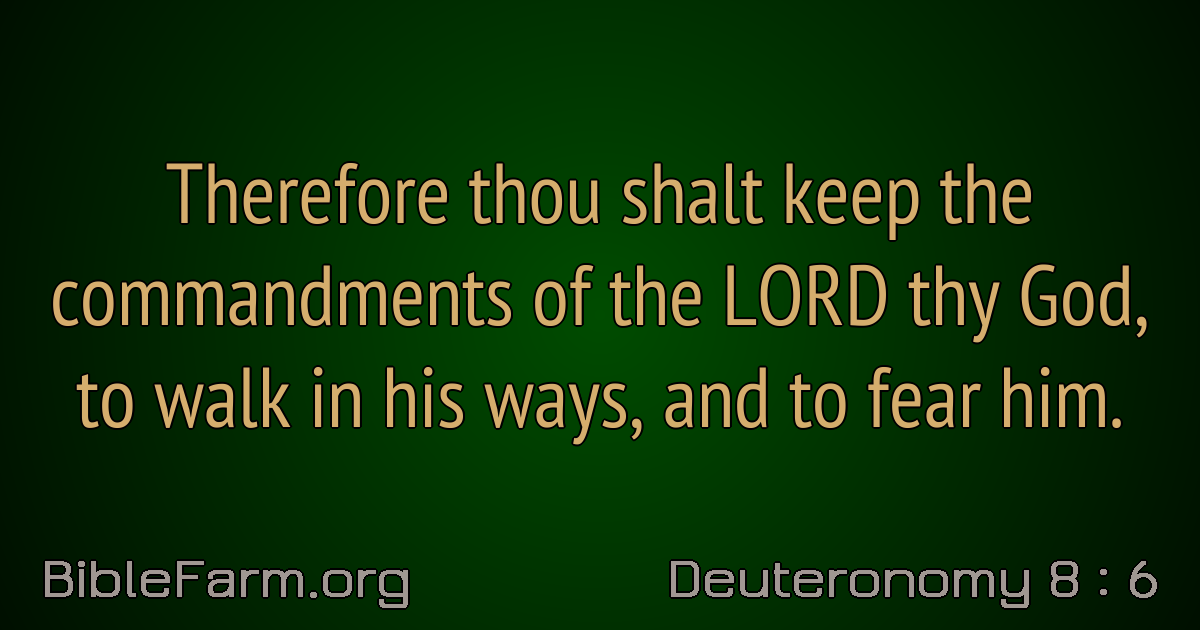 Therefore thou shalt keep the
commandments of the LORD thy God,
to walk in his ways, and to fear him.
BibleFarm.org
Deuteronomy 8 : 6